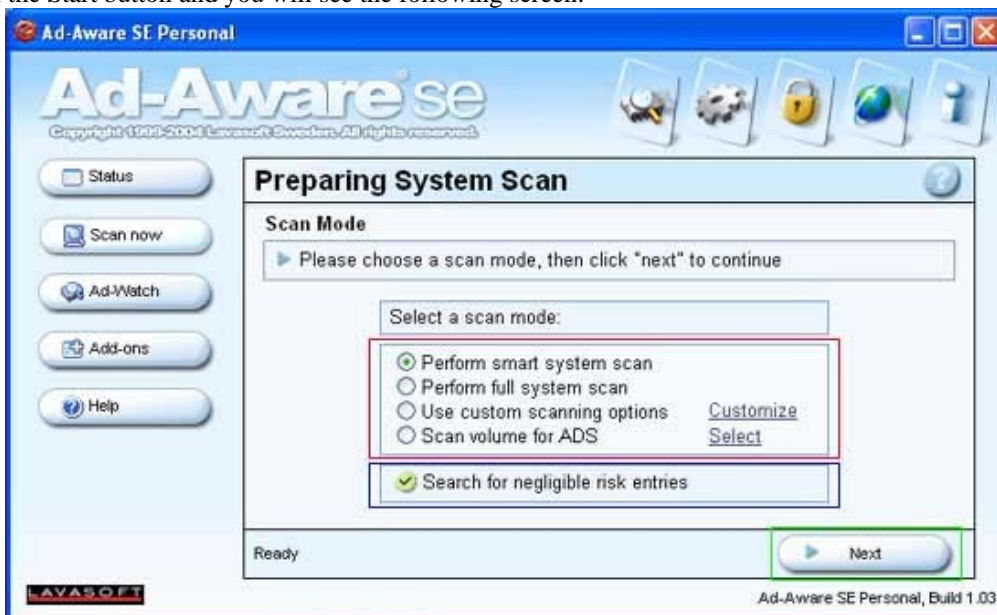 the Start button and you will see the following screen:
Ad-Aware SE Personal
Ad-Aware SE
Copyright 1999-2004 Lavasoft Sweden. All rights reserved.
Status
Scan now
Ad-Watch
Add-ons
Help
Preparing System Scan
Scan Mode
Please choose a scan mode, then click "next" to continue
Select a scan mode:
Perform smart system scan
Perform full system scan
Use custom scanning options Customize
Scan volume for ADS Select
Search for negligible risk entries
Ready
Next
LAVASOFT
Ad-Aware SE Personal, Build 1.03